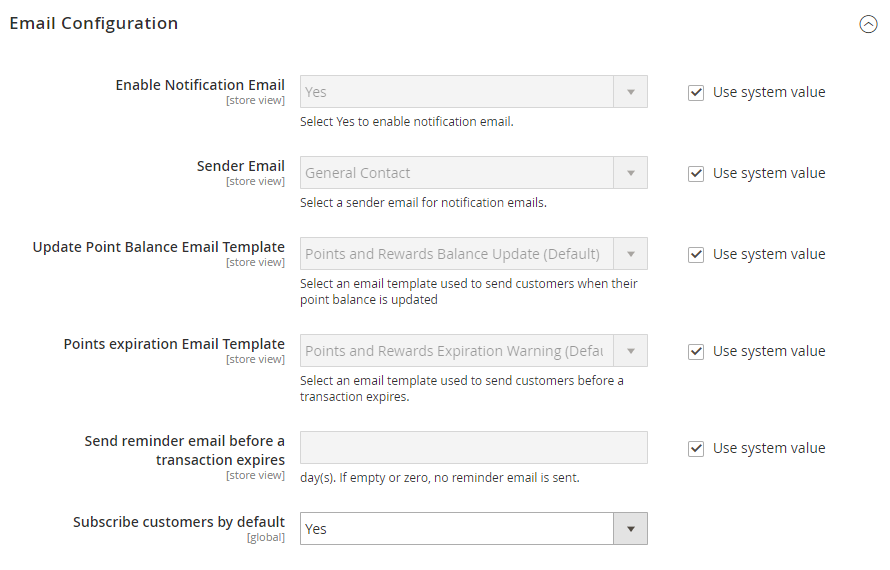 Email Configuration
Enable Notification Email
[store view]
Yes
Use system value
Select Yes to enable notification email.
Sender Email
[store view]
General Contact
Use system value
Select a sender email for notification emails.
Update Point Balance Email Template
[store view]
Points and Rewards Balance Update (Default)
Use system value
Select an email template used to send customers when their
point balance is updated
Points expiration Email Template
[store view]
Points and Rewards Expiration Warning (Defau
Use system value
Select an email template used to send customers before a
transaction expires.
Send reminder email before a
transaction expires
[store view]
Use system value
day(s). If empty or zero, no reminder email is sent.
Subscribe customers by default
[global]
Yes